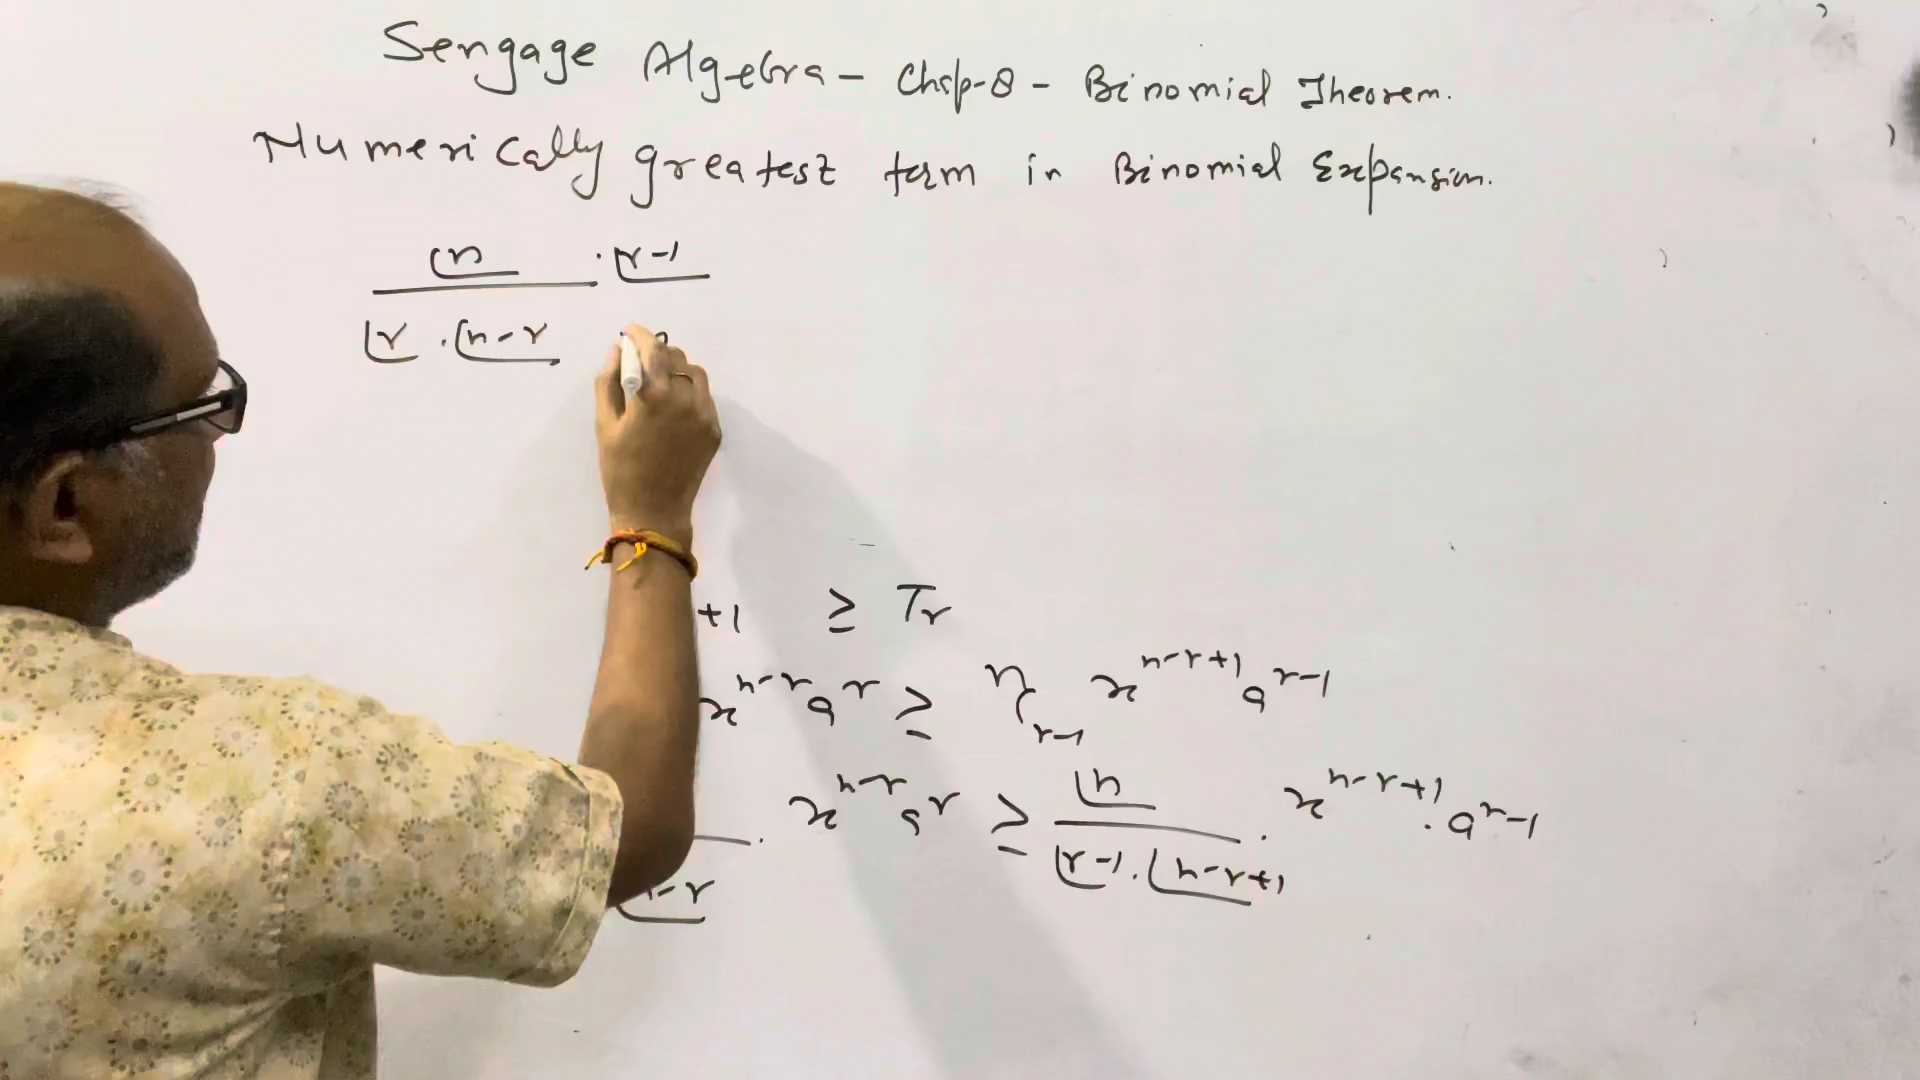 Sengage Algebra - Chap-8 - Binomial Theorem.
Numerically greatest term in Binomial Expansion.
⌊n . ⌊r-1
⌊r . ⌊n-r
+1 ≥ Tr
x^(n-r) a^r ≥ nC_(r-1) x^(n-r+1) a^(r-1)
. x^(n-r) a^r ≥ ⌊n / ⌊r-1 . ⌊n-r+1 . x^(n-r+1) . a^(r-1)
-r